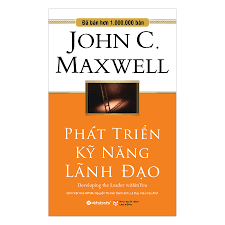 Đã bán hơn 1.000.000 bản
JOHN C.
MAXWELL
PHÁT TRIỂN
KỸ NĂNG
LÃNH ĐẠO
Developing the Leader within You
alphabooks